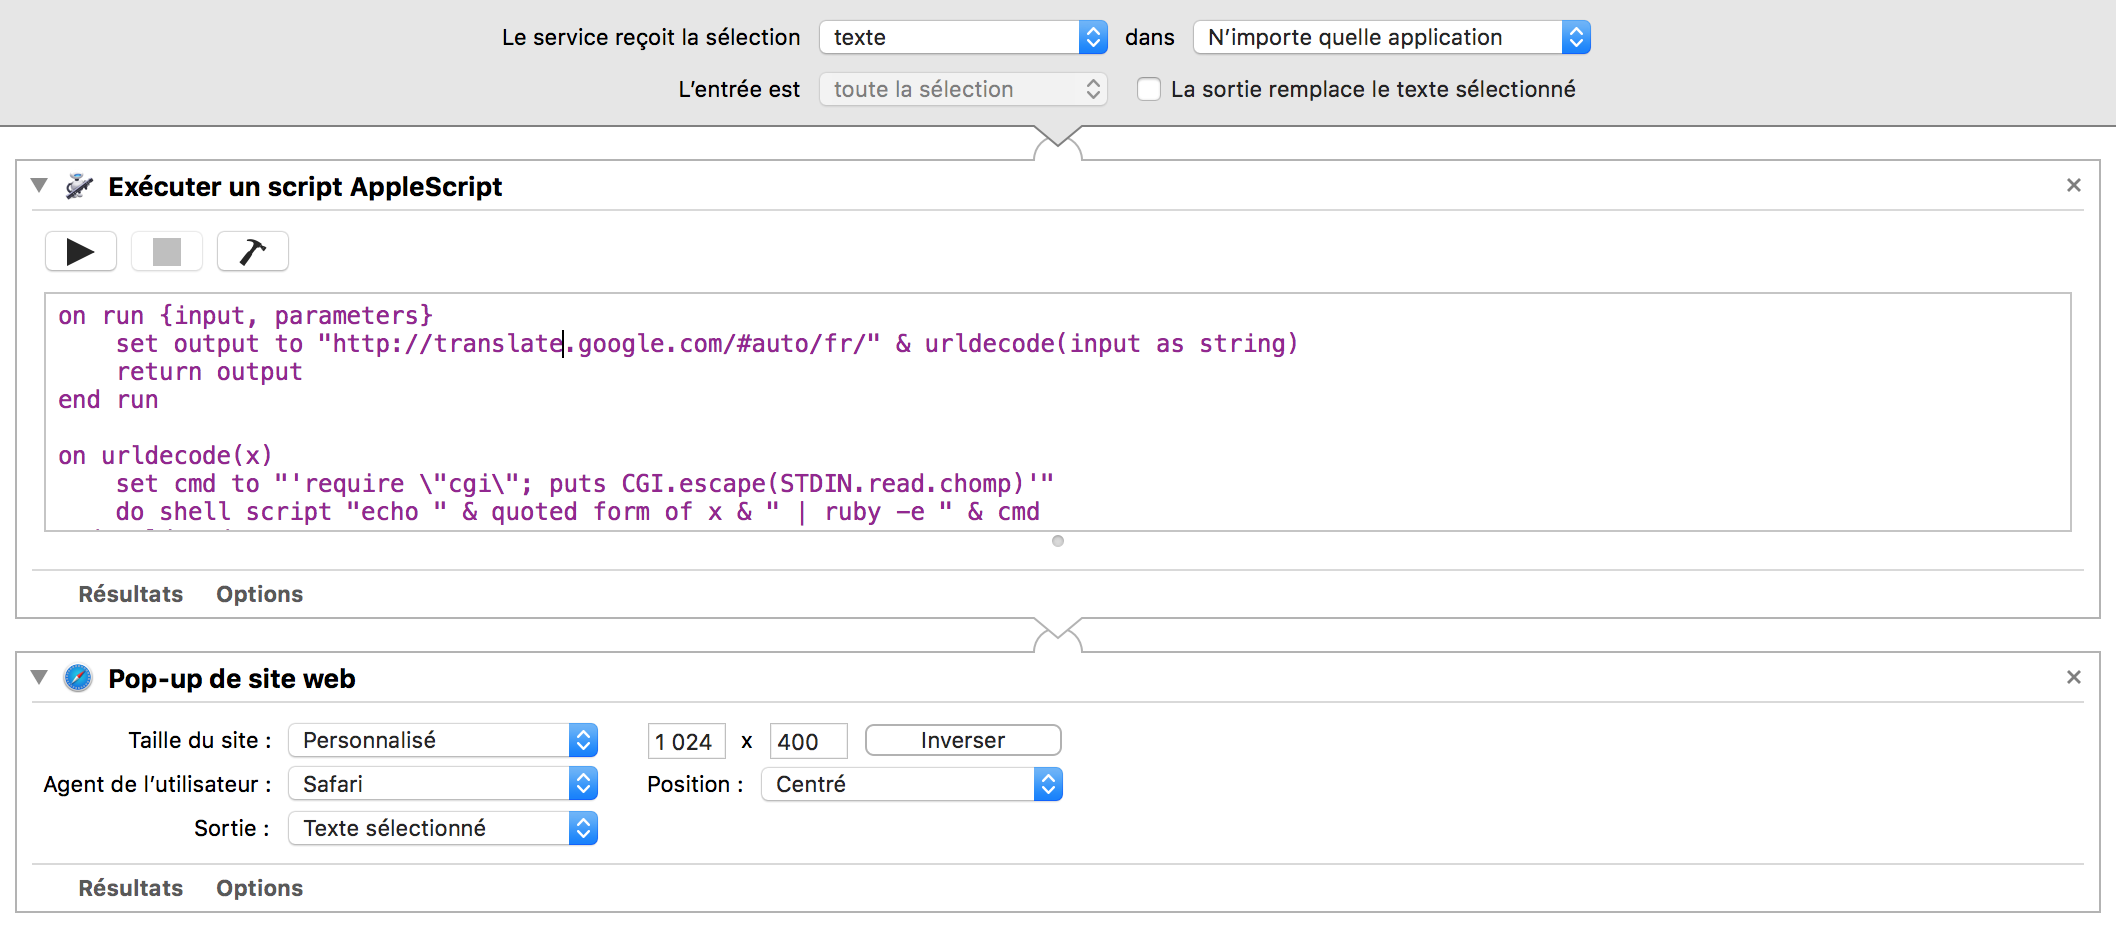 Le service reçoit la sélection texte dans N'importe quelle application
L'entrée est toute la sélection La sortie remplace le texte sélectionné
Exécuter un script AppleScript
on run {input, parameters}
set output to "http://translate.google.com/#auto/fr/" & urldecode(input as string)
return output
end run
on urldecode(x)
set cmd to "'require \"cgi\"; puts CGI.escape(STDIN.read.chomp)'"
do shell script "echo " & quoted form of x & " | ruby -e " & cmd
Résultats Options
Pop-up de site web
Taille du site : Personnalisé 1 024 x 400 Inverser
Agent de l'utilisateur : Safari Position : Centré
Sortie : Texte sélectionné
Résultats Options